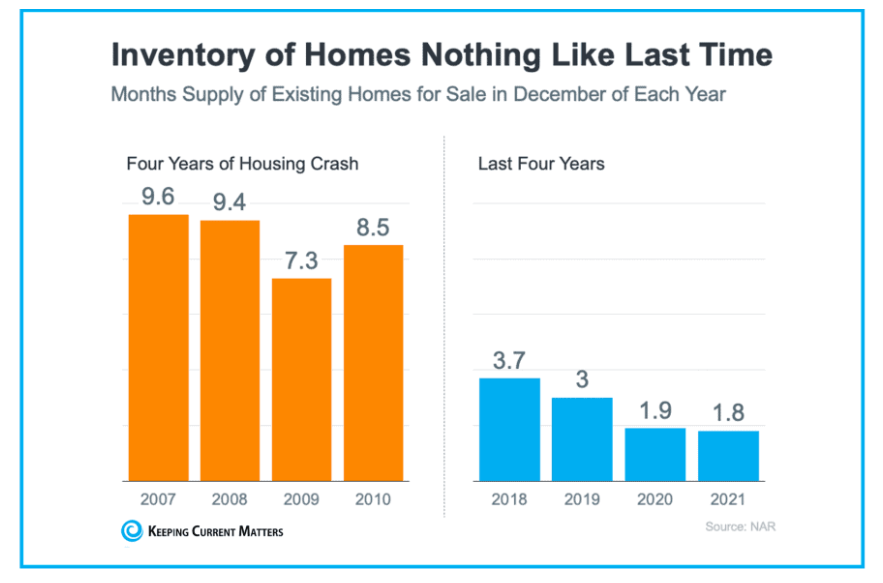 Inventory of Homes Nothing Like Last Time
Months Supply of Existing Homes for Sale in December of Each Year
Four Years of Housing Crash
9.6
9.4
7.3
8.5
2007
2008
2009
2010
Last Four Years
3.7
3
1.9
1.8
2018
2019
2020
2021
KEEPING CURRENT MATTERS
Source: NAR